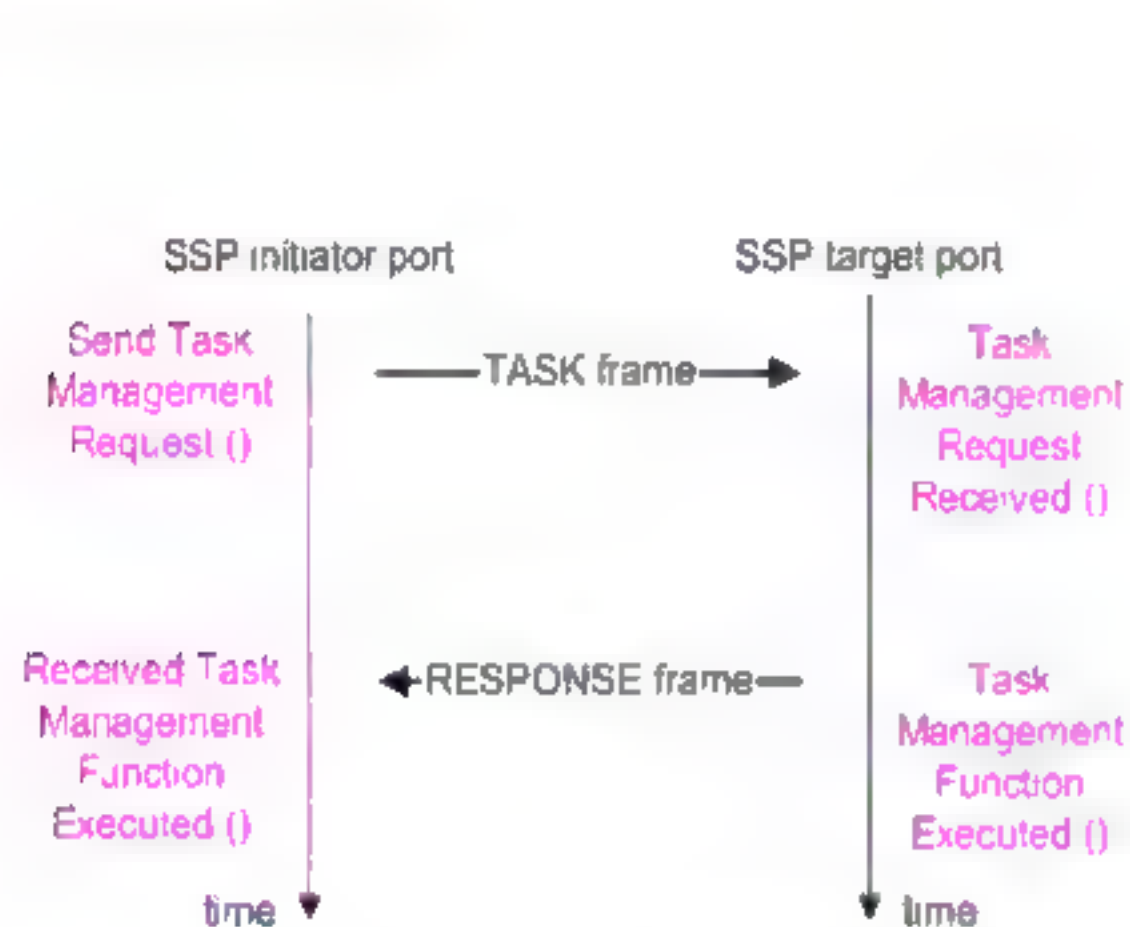 SSP initiator port
SSP target port
Send Task
Management
Request ()
TASK frame
Task
Management
Request
Received ()
Received Task
Management
Function
Executed ()
RESPONSE frame
Task
Management
Function
Executed ()
time
time